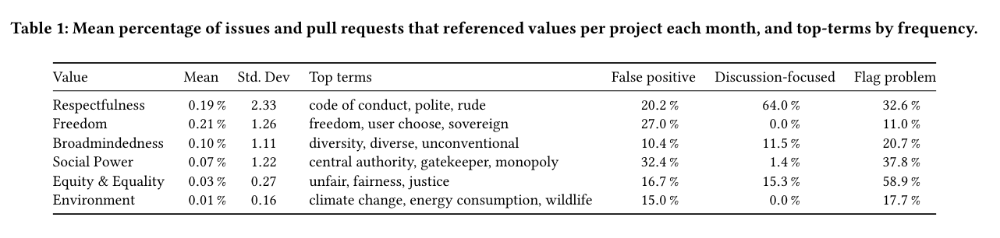 Table 1: Mean percentage of issues and pull requests that referenced values per project each month, and top-terms by frequency.
Value Mean Std. Dev Top terms False positive Discussion-focused Flag problem
Respectfulness 0.19 % 2.33 code of conduct, polite, rude 20.2 % 64.0 % 32.6 %
Freedom 0.21 % 1.26 freedom, user choose, sovereign 27.0 % 0.0 % 11.0 %
Broadmindedness 0.10 % 1.11 diversity, diverse, unconventional 10.4 % 11.5 % 20.7 %
Social Power 0.07 % 1.22 central authority, gatekeeper, monopoly 32.4 % 1.4 % 37.8 %
Equity & Equality 0.03 % 0.27 unfair, fairness, justice 16.7 % 15.3 % 58.9 %
Environment 0.01 % 0.16 climate change, energy consumption, wildlife 15.0 % 0.0 % 17.7 %